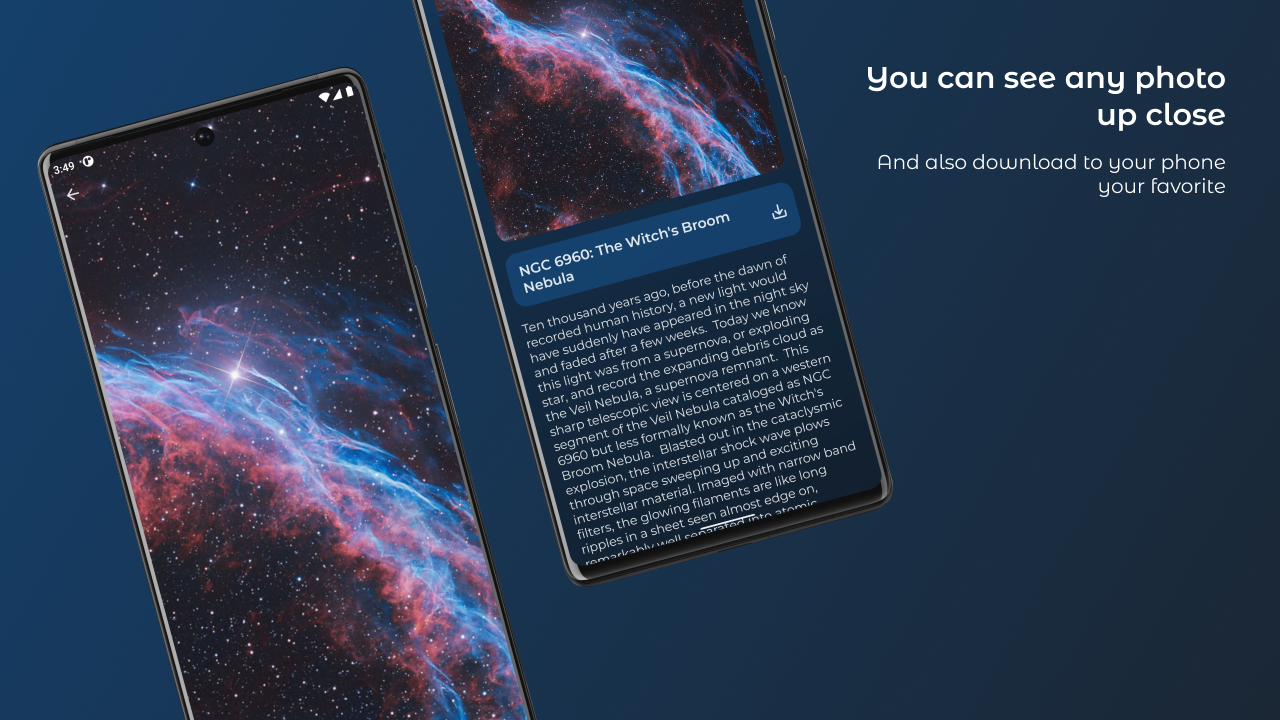 You can see any photo
up close
And also download to your phone
your favorite
3:49
NGC 6960: The Witch's Broom
Nebula
Ten thousand years ago, before the dawn of
recorded human history, a new light would
have suddenly have appeared in the night sky
and faded after a few weeks. Today we know
this light was from a supernova, or exploding
star, and record the expanding debris cloud as
the Veil Nebula, a supernova remnant. This
sharp telescopic view is centered on a western
segment of the Veil Nebula cataloged as NGC
6960 but less formally known as the Witch's
Broom Nebula. Blasted out in the cataclysmic
explosion, the interstellar shock wave plows
through space sweeping up and exciting
interstellar material. Imaged with narrow band
filters, the glowing filaments are like long
ripples in a sheet seen almost edge on,
remarkably well separated into atomic